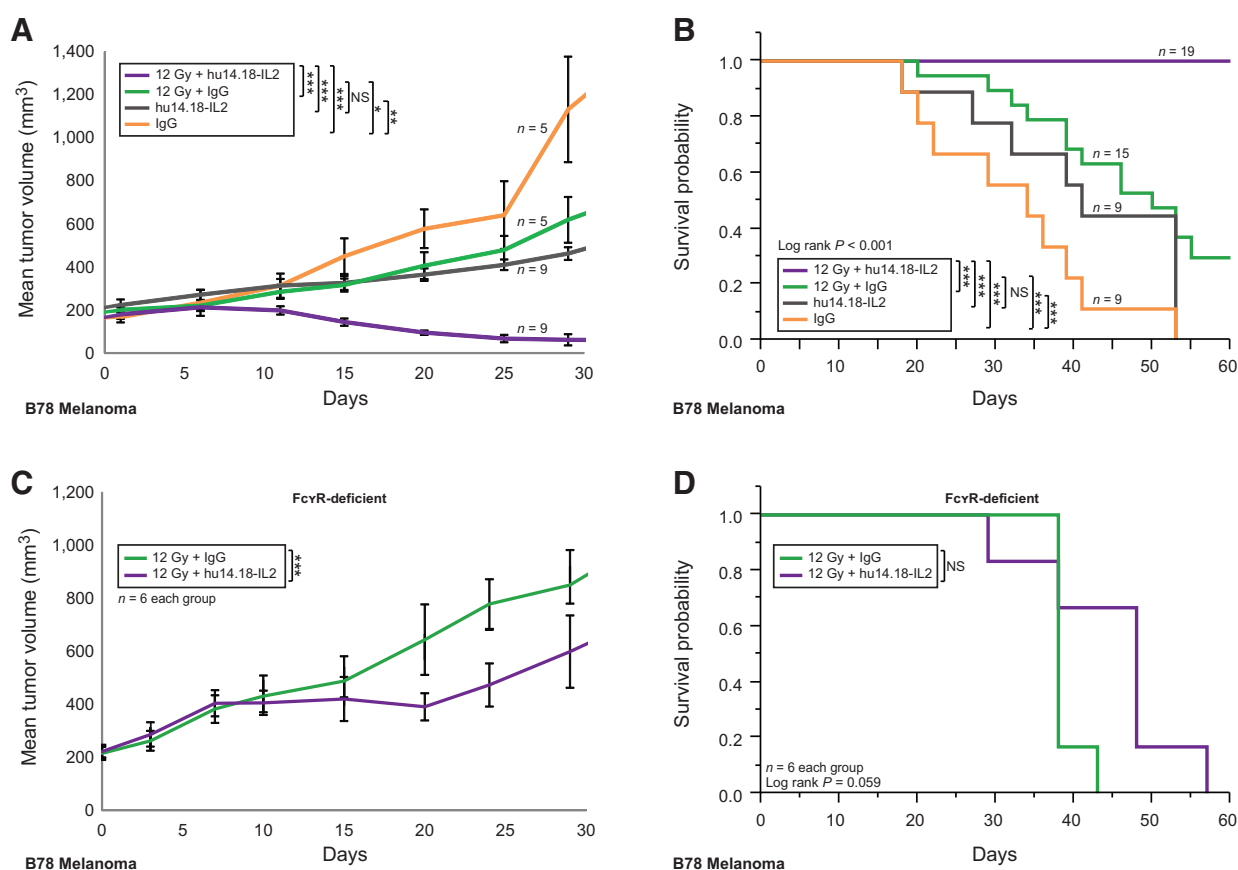 A
1,400
1,200
1,000
800
600
400
200
0
Mean tumor volume (mm³)
12 Gy + hu14.18-IL2
12 Gy + IgG
hu14.18-IL2
IgG
***
***
***
NS
*
**
n = 5
n = 5
n = 9
n = 9
0 5 10 15 20 25 30
Days
B78 Melanoma
B
1.0
0.8
0.6
0.4
0.2
0.0
Survival probability
n = 19
n = 15
n = 9
n = 9
Log rank P < 0.001
12 Gy + hu14.18-IL2
12 Gy + IgG
hu14.18-IL2
IgG
***
***
***
NS
***
***
0 10 20 30 40 50 60
Days
B78 Melanoma
C
FcγR-deficient
1,200
1,000
800
600
400
200
0
Mean tumor volume (mm³)
12 Gy + IgG
12 Gy + hu14.18-IL2
***
n = 6 each group
0 5 10 15 20 25 30
Days
B78 Melanoma
D
FcγR-deficient
1.0
0.8
0.6
0.4
0.2
0.0
Survival probability
12 Gy + IgG
12 Gy + hu14.18-IL2
NS
n = 6 each group
Log rank P = 0.059
0 10 20 30 40 50 60
Days
B78 Melanoma